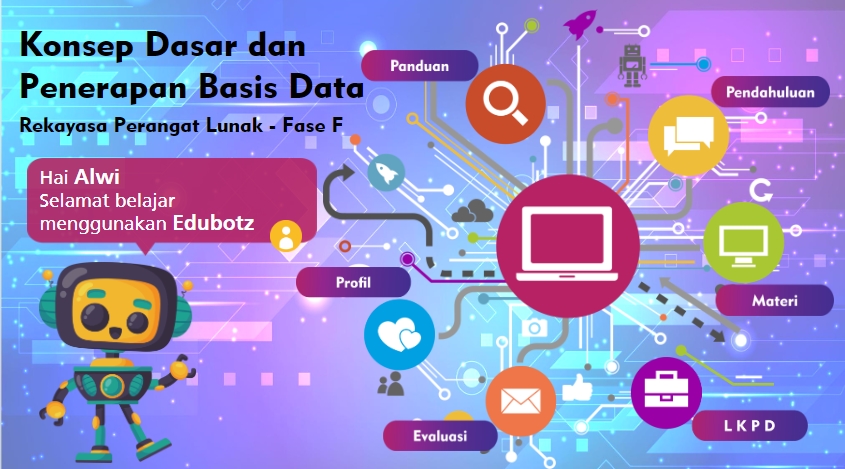 Konsep Dasar dan
Penerapan Basis Data
Rekayasa Perangat Lunak - Fase F
Hai Alwi
Selamat belajar
menggunakan Edubotz
Panduan
Pendahuluan
Profil
Materi
Evaluasi
L K P D